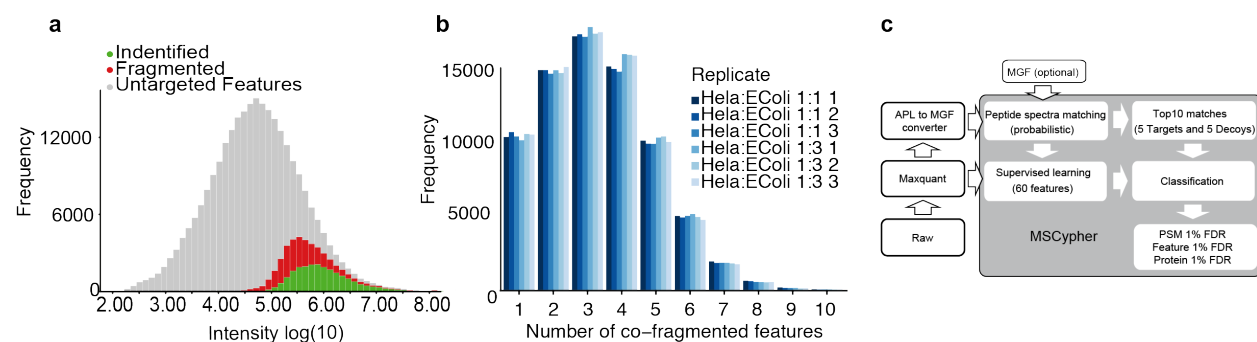 a
Indentified
Fragmented
Untargeted Features
Frequency
12000
6000
0
2.00 3.00 4.00 5.00 6.00 7.00 8.00
Intensity log(10)
b
Frequency
15000
10000
5000
0
Replicate
Hela:EColi 1:1 1
Hela:EColi 1:1 2
Hela:EColi 1:1 3
Hela:EColi 1:3 1
Hela:EColi 1:3 2
Hela:EColi 1:3 3
1 2 3 4 5 6 7 8 9 10
Number of co-fragmented features
c
MGF (optional)
APL to MGF
converter
Peptide spectra matching
(probabilistic)
Top10 matches
(5 Targets and 5 Decoys)
Maxquant
Supervised learning
(60 features)
Classification
Raw
MSCypher
PSM 1% FDR
Feature 1% FDR
Protein 1% FDR